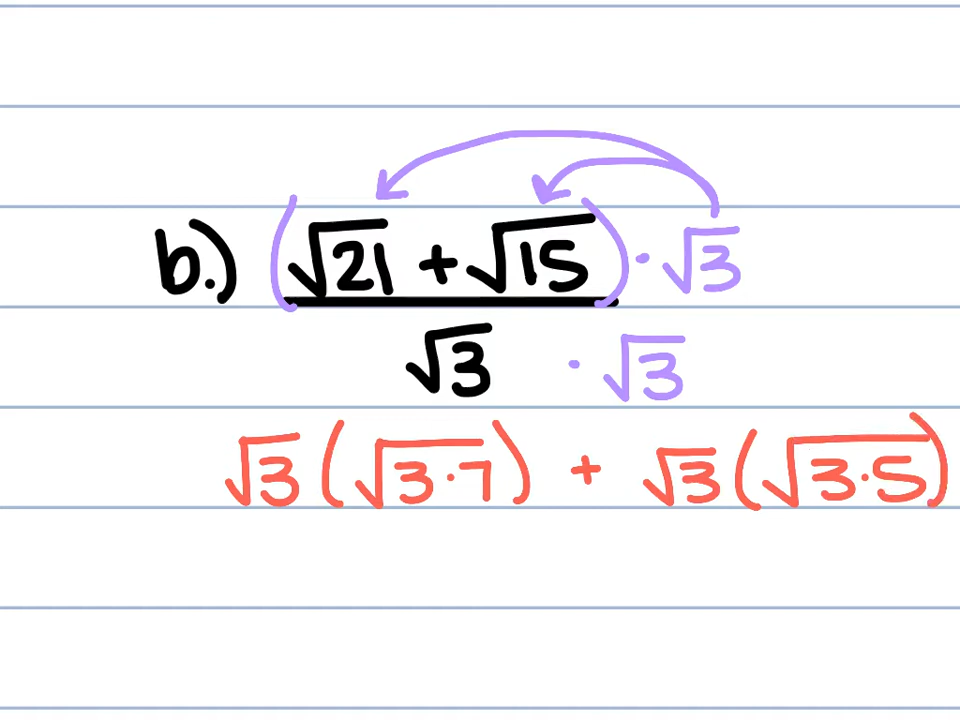 b.) (√21 + √15) · √3
√3 · √3
√3 (√3·7) + √3 (√3·5)